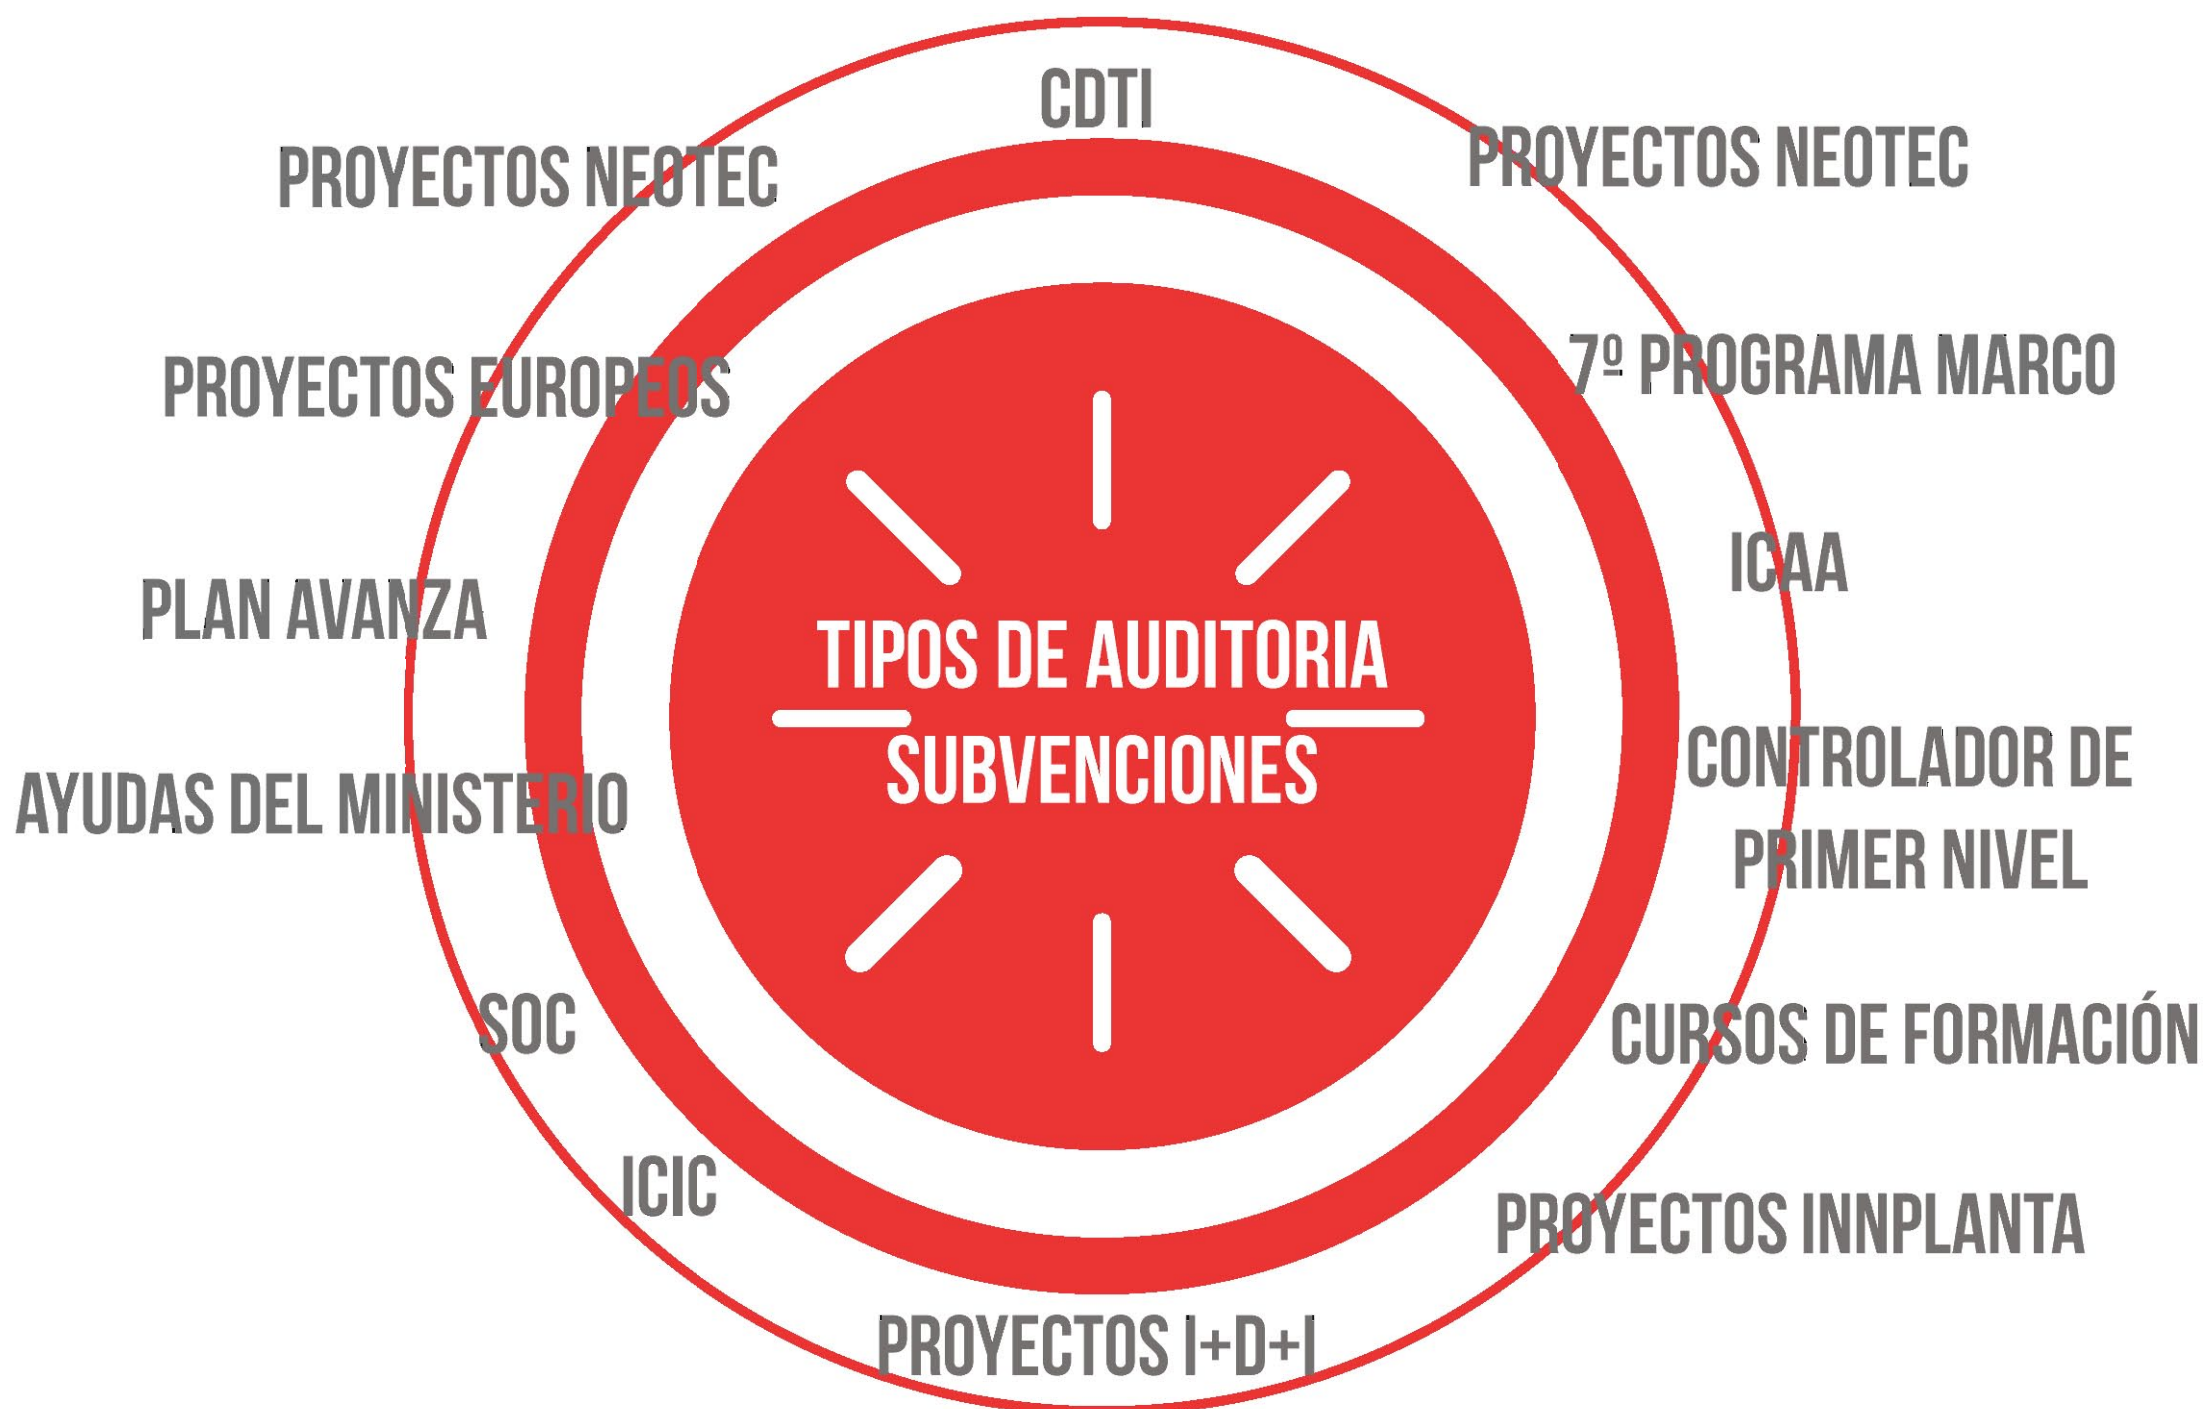 CDTI
PROYECTOS NEOTEC
PROYECTOS NEOTEC
7º PROGRAMA MARCO
PROYECTOS EUROPEOS
ICAA
PLAN AVANZA
TIPOS DE AUDITORIA
SUBVENCIONES
CONTROLADOR DE
PRIMER NIVEL
AYUDAS DEL MINISTERIO
SOC
CURSOS DE FORMACIÓN
ICIC
PROYECTOS INNPLANTA
PROYECTOS I+D+I